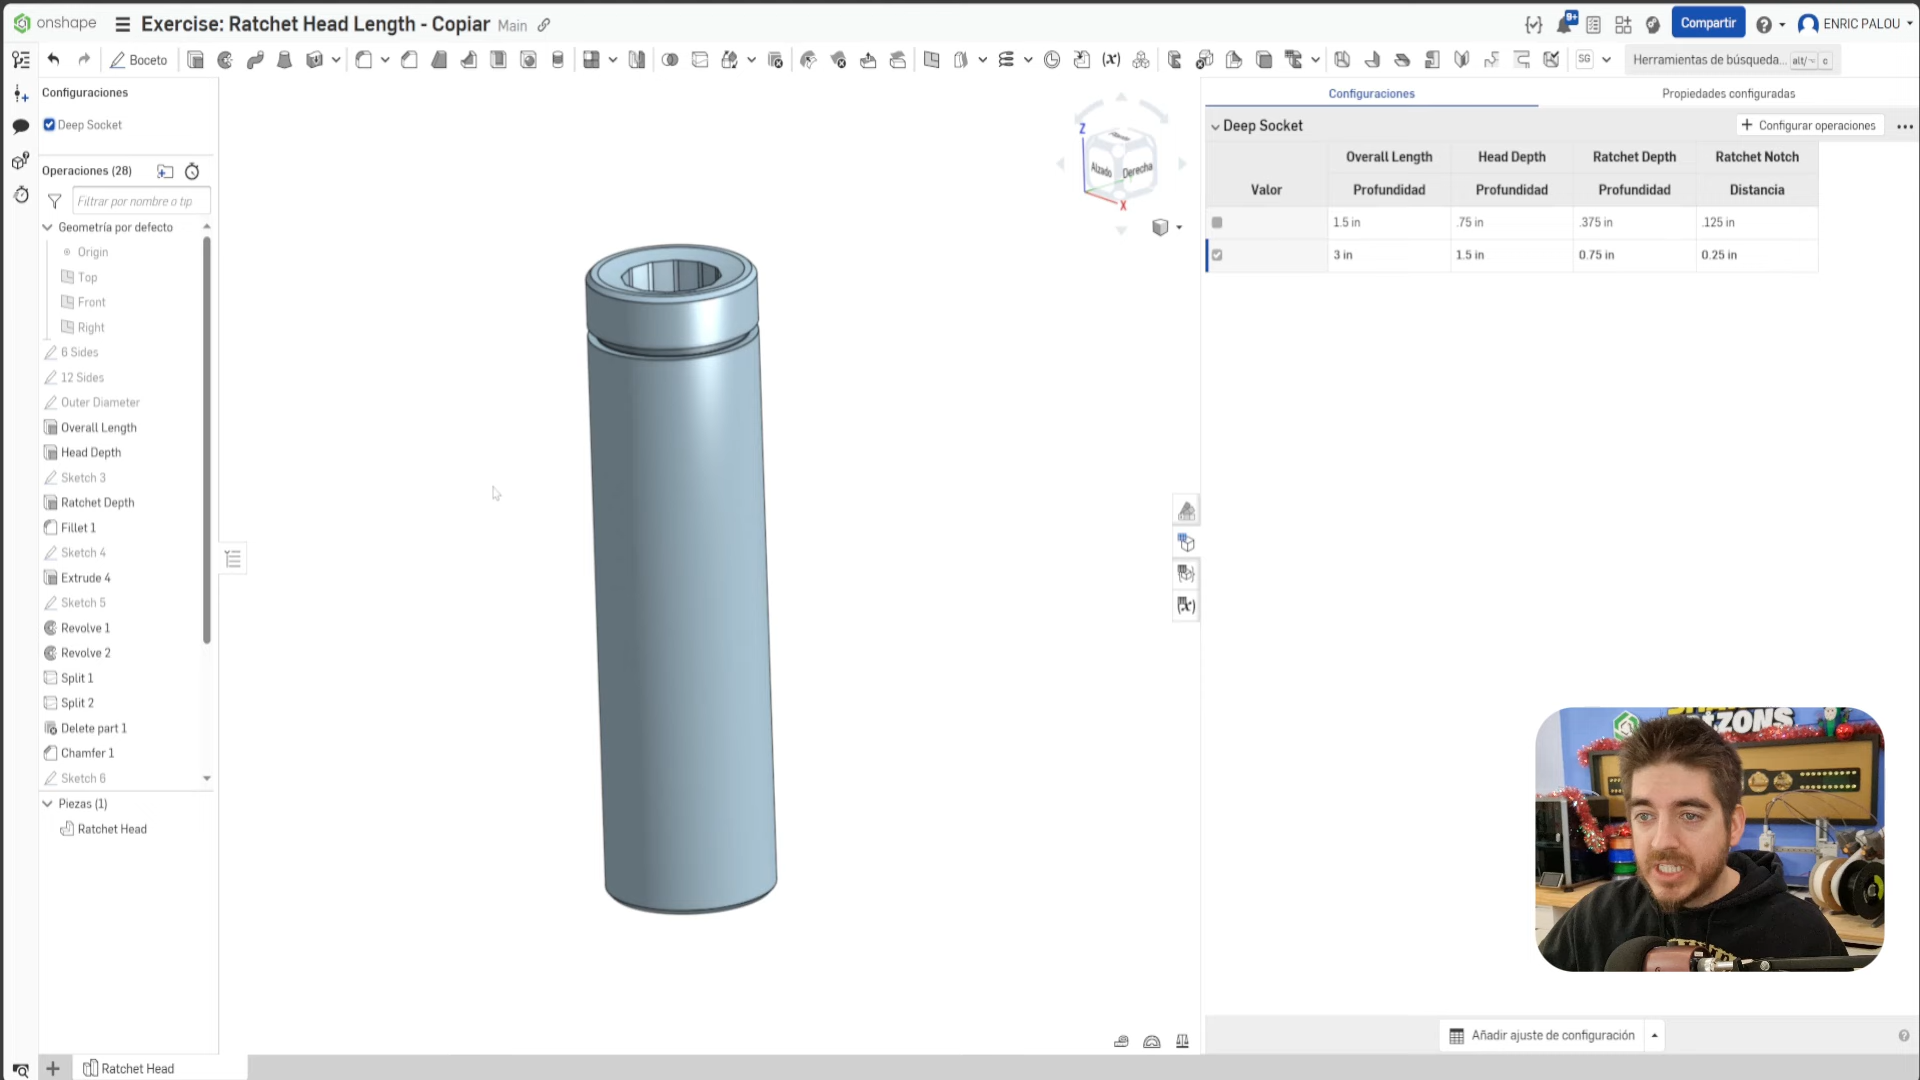 onshape
Exercise: Ratchet Head Length - Copiar Main
9+
Compartir
ENRIC PALOU
Boceto
(x)
SG
Herramientas de búsqueda... alt/¬ c
Configuraciones
Deep Socket
Operaciones (28)
Filtrar por nombre o tip
Geometría por defecto
Origin
Top
Front
Right
6 Sides
12 Sides
Outer Diameter
Overall Length
Head Depth
Sketch 3
Ratchet Depth
Fillet 1
Sketch 4
Extrude 4
Sketch 5
Revolve 1
Revolve 2
Split 1
Split 2
Delete part 1
Chamfer 1
Sketch 6
Piezas (1)
Ratchet Head
Z
Alzado
Derecha
X
Configuraciones
Propiedades configuradas
Deep Socket
+ Configurar operaciones
Overall Length Head Depth Ratchet Depth Ratchet Notch
Valor Profundidad Profundidad Profundidad Distancia
1.5 in .75 in .375 in .125 in
3 in 1.5 in 0.75 in 0.25 in
Añadir ajuste de configuración
Ratchet Head